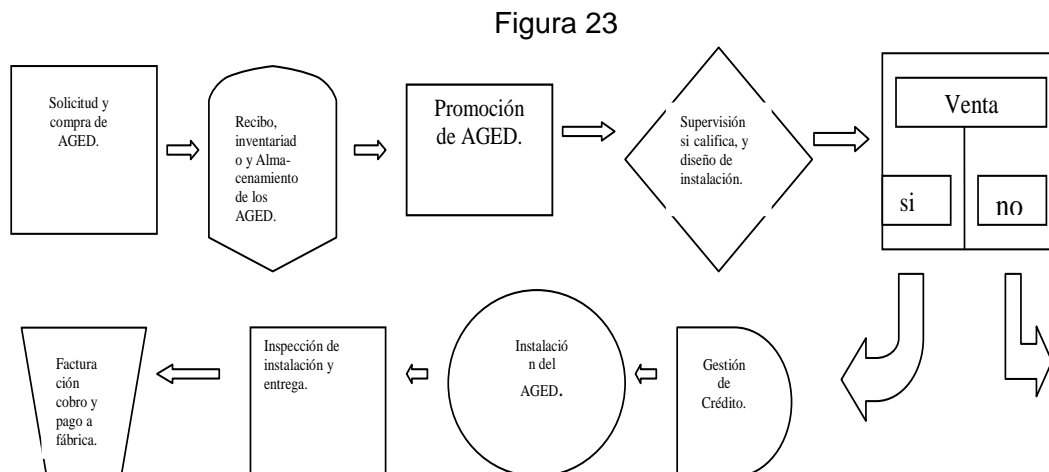 Figura 23
Solicitud y
compra de
AGED.
Recibo,
inventariad
o y Alma-
cenamiento
de los
AGED.
Promoción
de AGED.
Supervisión
si califica, y
diseño de
instalación.
Venta
si
no
Factura
ción
cobro y
pago a
fábrica.
Inspección de
instalación y
entrega.
Instalació
n del
AGED.
Gestión
de
Crédito.